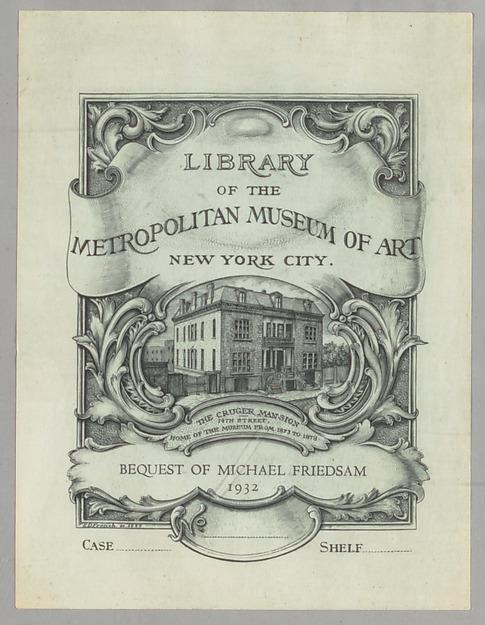 LIBRARY
OF THE
METROPOLITAN MUSEUM OF ART
NEW YORK CITY.
THE CRUGER MANSION
14TH STREET,
HOME OF THE MUSEUM FROM 1873 TO 1879
BEQUEST OF MICHAEL FRIEDSAM
1932
No
CASE
SHELF